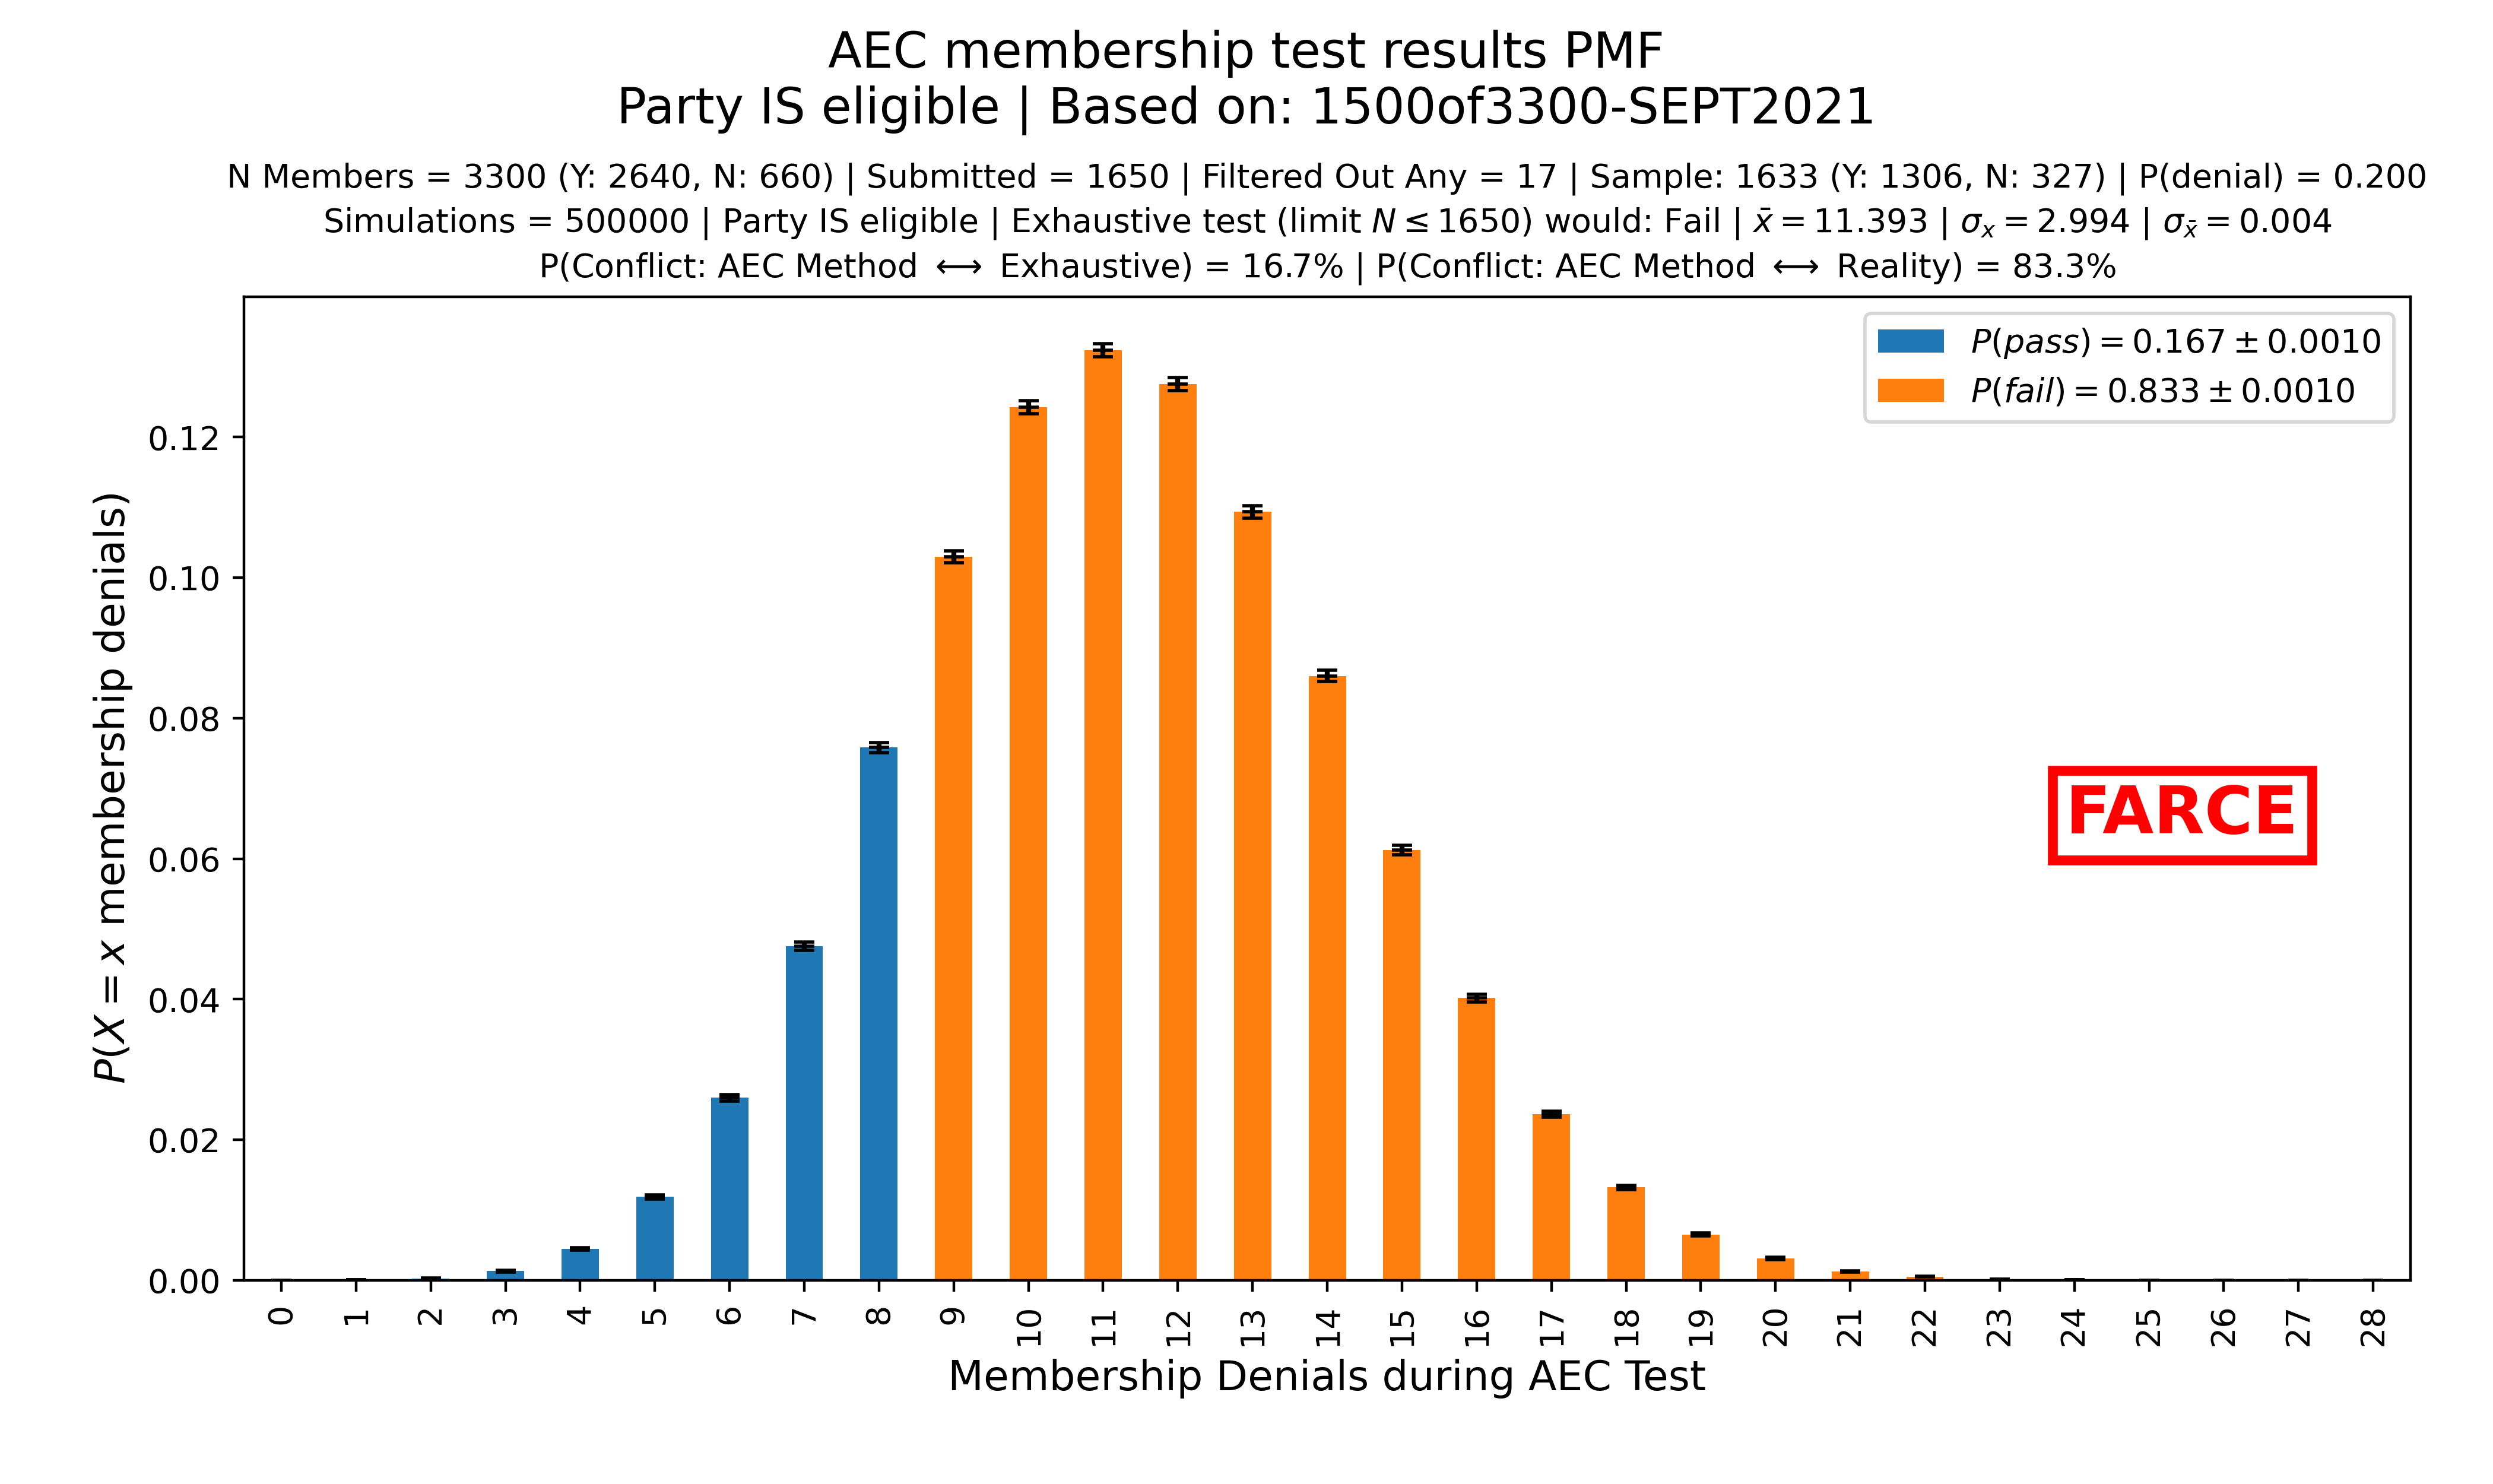 AEC membership test results PMF
Party IS eligible | Based on: 1500of3300-SEPT2021
N Members = 3300 (Y: 2640, N: 660) | Submitted = 1650 | Filtered Out Any = 17 | Sample: 1633 (Y: 1306, N: 327) | P(denial) = 0.200
Simulations = 500000 | Party IS eligible | Exhaustive test (limit N ≤ 1650) would: Fail | x̄ = 11.393 | σₓ = 2.994 | σ_x̄ = 0.004
P(Conflict: AEC Method ⟷ Exhaustive) = 16.7% | P(Conflict: AEC Method ⟷ Reality) = 83.3%
P(pass) = 0.167 ± 0.0010
P(fail) = 0.833 ± 0.0010
FARCE
P(X = x membership denials)
0.12
0.10
0.08
0.06
0.04
0.02
0.00
0 1 2 3 4 5 6 7 8 9 10 11 12 13 14 15 16 17 18 19 20 21 22 23 24 25 26 27 28
Membership Denials during AEC Test